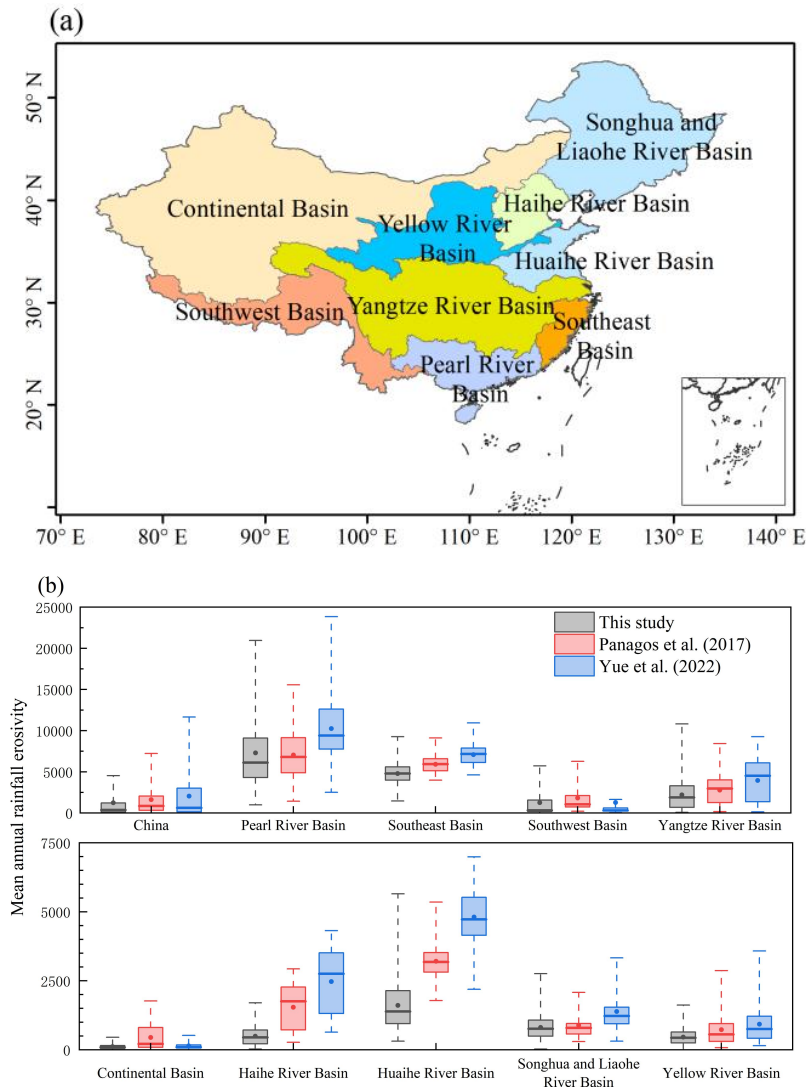 (a)
50° N
40° N
30° N
20° N
Songhua and
Liaohe River Basin
Continental Basin
Haihe River Basin
Yellow River
Basin
Huaihe River Basin
Southwest Basin
Yangtze River Basin
Southeast
Basin
Pearl River
Basin
70° E
80° E
90° E
100° E
110° E
120° E
130° E
140° E
(b)
Mean annual rainfall erosivity
25000
20000
15000
10000
5000
0
This study
Panagos et al. (2017)
Yue et al. (2022)
China
Pearl River Basin
Southeast Basin
Southwest Basin
Yangtze River Basin
7500
5000
2500
0
Continental Basin
Haihe River Basin
Huaihe River Basin
Songhua and Liaohe
River Basin
Yellow River Basin